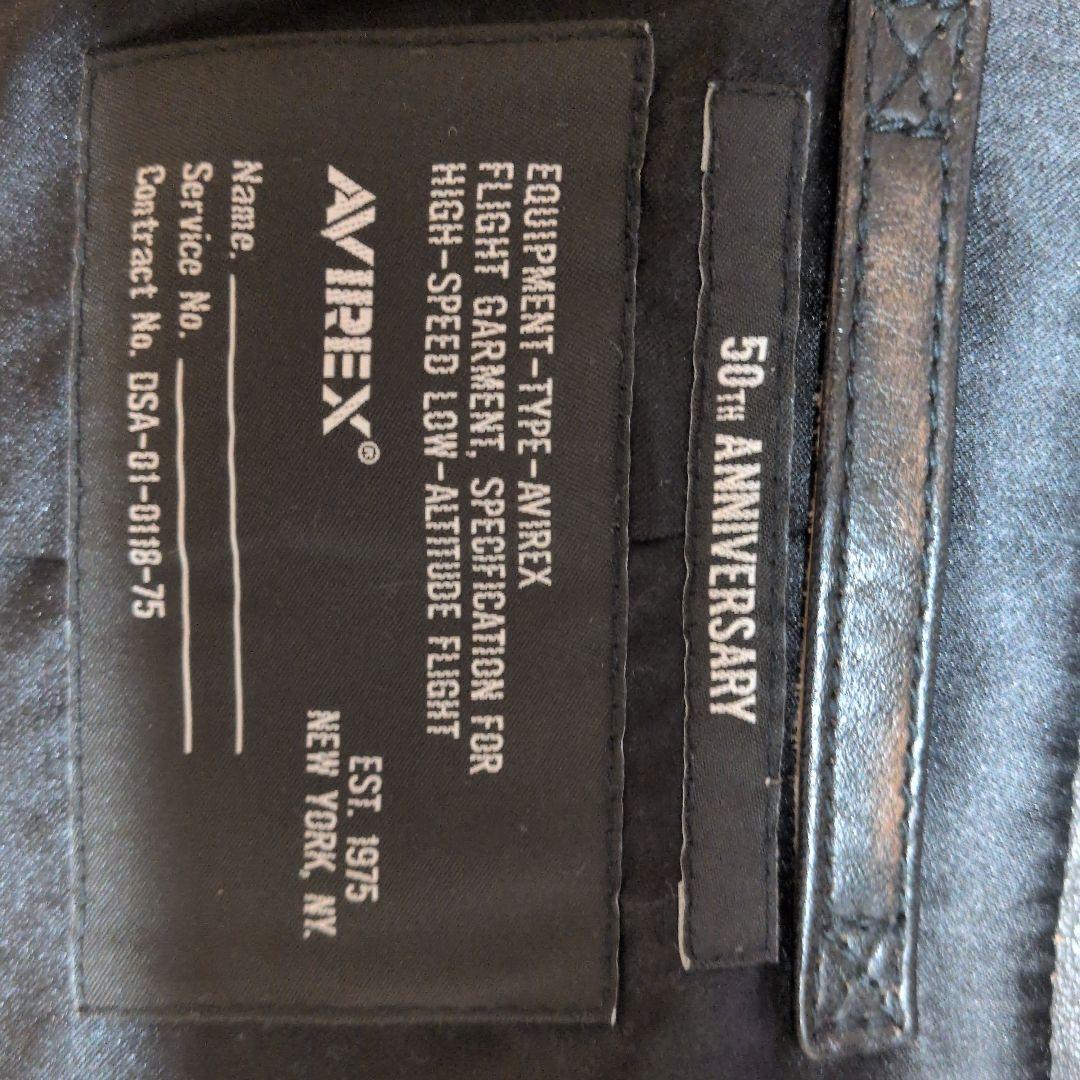 50TH ANNIVERSARY
EQUIPMENT-TYPE-AVIREX
FLIGHT GARMENT, SPECIFICATION FOR
HIGH-SPEED LOW-ALTITUDE FLIGHT
AVIREX®
EST. 1975
NEW YORK, NY.
Name.
Service No.
Contract No. DSA-01-0118-75